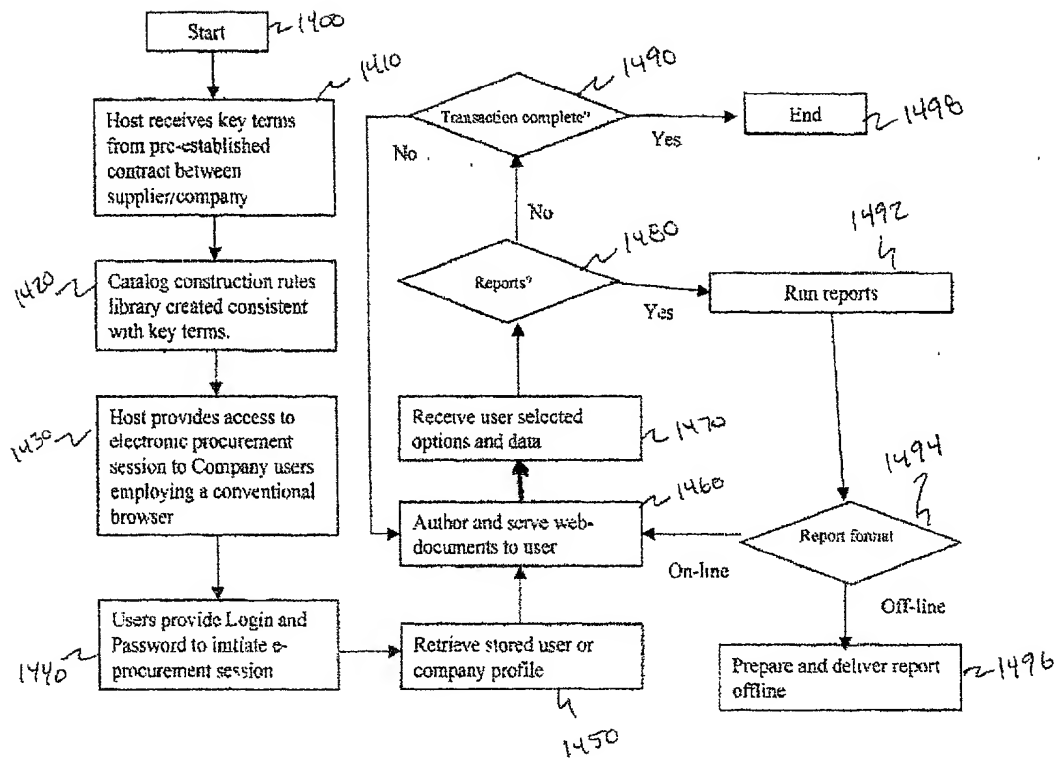 Start
1400
1410
Host receives key terms
from pre-established
contract between
supplier/company
1420
Catalog construction rules
library created consistent
with key terms.
1430
Host provides access to
electronic procurement
session to Company users
employing a conventional
browser
1440
Users provide Login and
Password to initiate e-
procurement session
Retrieve stored user or
company profile
1450
Author and serve web-
documents to user
1460
Receive user selected
options and data
1470
Reports?
1480
No
Yes
Transaction complete?
1490
No
Yes
End
1498
1492
Run reports
1494
Report format
On-line
Off-line
Prepare and deliver report
offline
1496